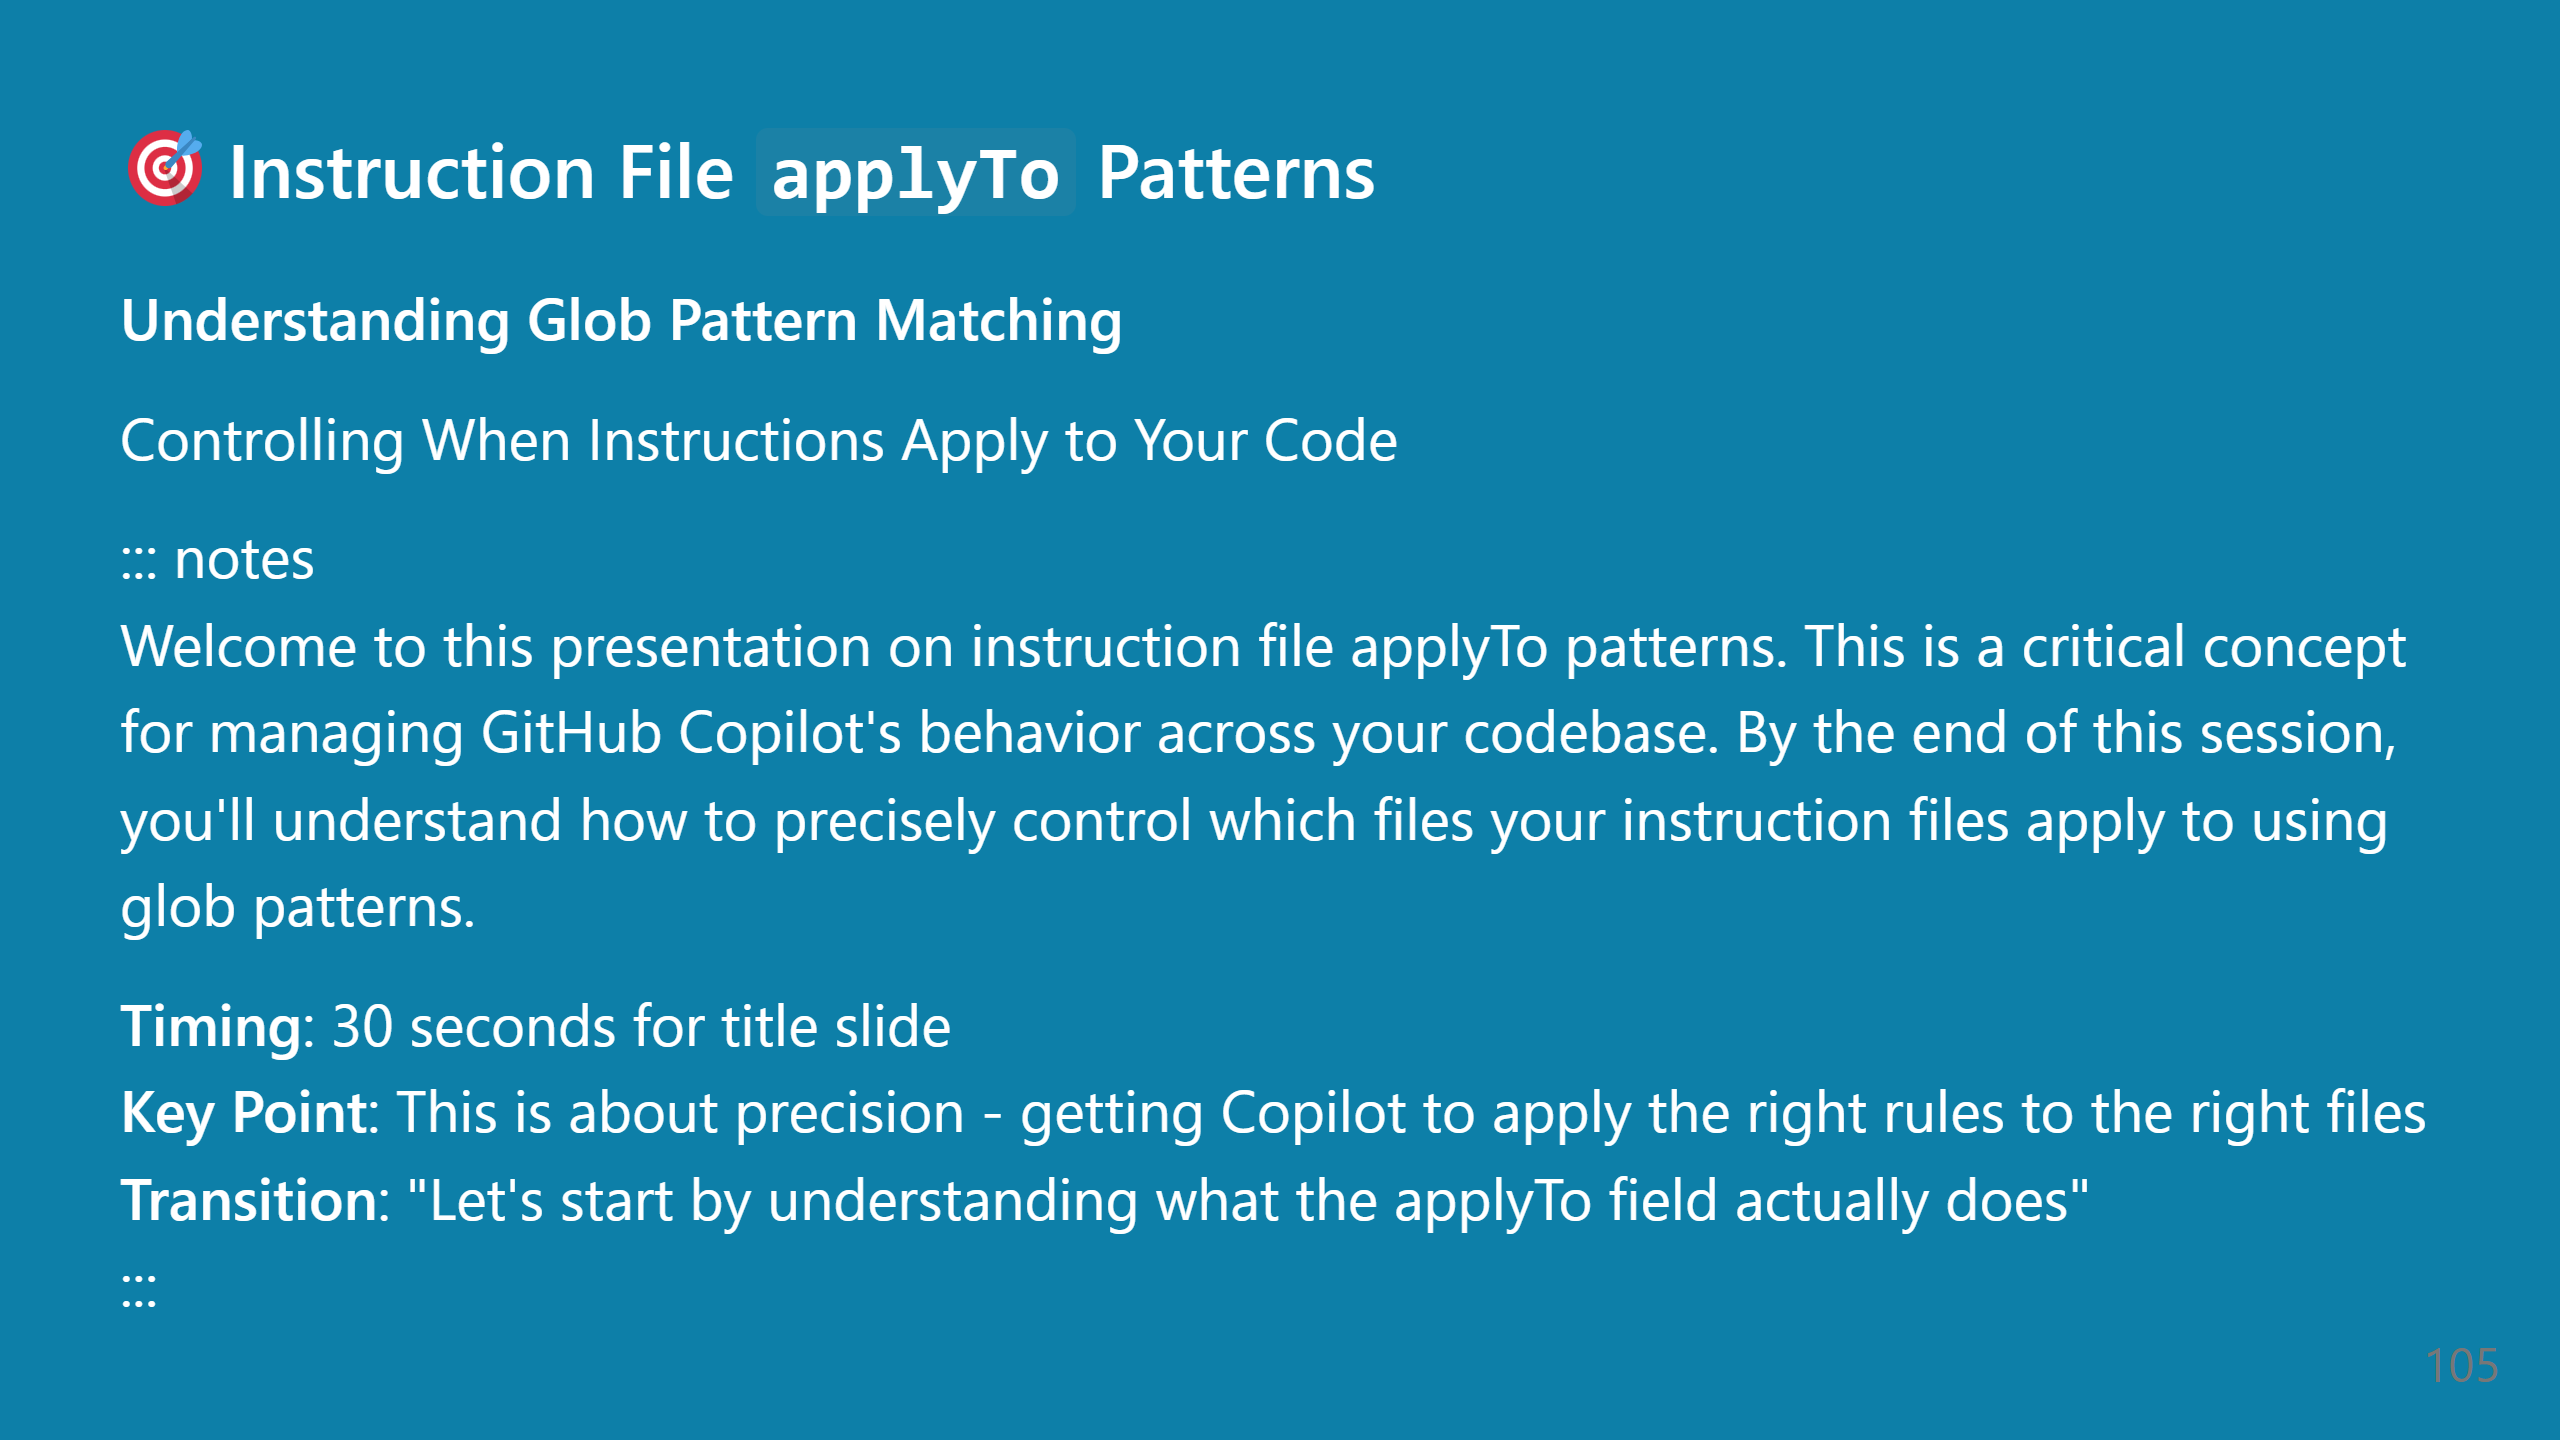 🎯 Instruction File applyTo Patterns
Understanding Glob Pattern Matching
Controlling When Instructions Apply to Your Code
::: notes
Welcome to this presentation on instruction file applyTo patterns. This is a critical concept
for managing GitHub Copilot's behavior across your codebase. By the end of this session,
you'll understand how to precisely control which files your instruction files apply to using
glob patterns.
Timing: 30 seconds for title slide
Key Point: This is about precision - getting Copilot to apply the right rules to the right files
Transition: "Let's start by understanding what the applyTo field actually does"
:::
105